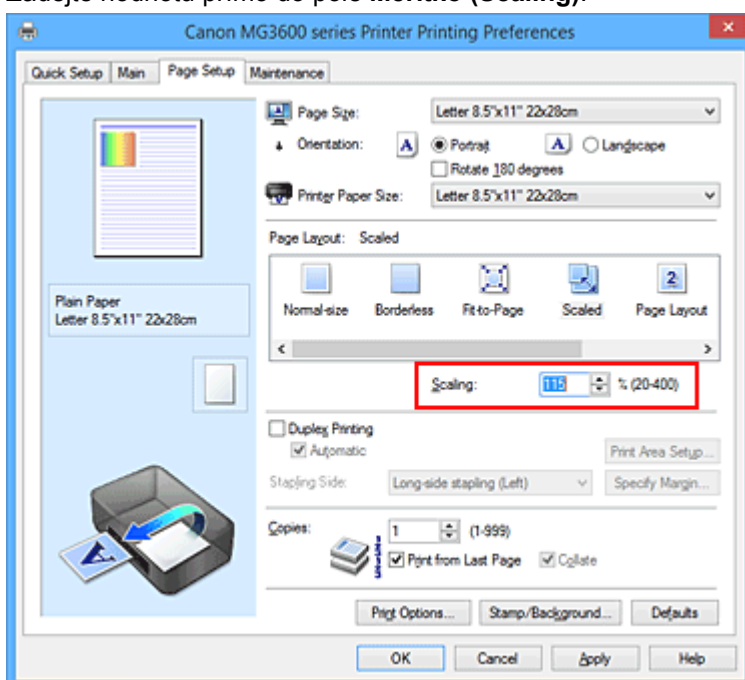 Zadejte hodnotu přímo do pole Měřítko (Scaling).
Canon MG3600 series Printer Printing Preferences
Quick Setup Main Page Setup Maintenance
Page Size: Letter 8.5"x11" 22x28cm
Orientation: A Portrait A Landscape
Rotate 180 degrees
Printer Paper Size: Letter 8.5"x11" 22x28cm
Page Layout: Scaled
2
Normal-size Borderless Fit-to-Page Scaled Page Layout
Plain Paper
Letter 8.5"x11" 22x28cm
Scaling: 115 % (20-400)
Duplex Printing
Automatic Print Area Setup...
Stapling Side: Long-side stapling (Left) Specify Margin...
Copies: 1 (1-999)
Print from Last Page Collate
A
Print Options... Stamp/Background... Defaults
OK Cancel Apply Help